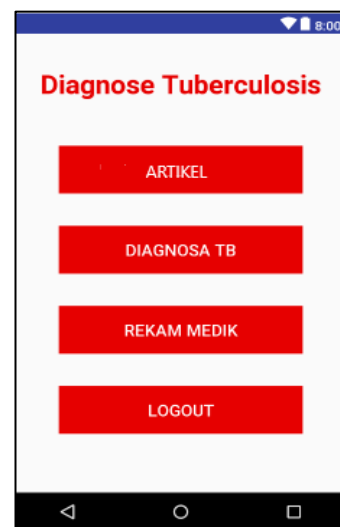 8:00
Diagnose Tuberculosis
ARTIKEL
DIAGNOSA TB
REKAM MEDIK
LOGOUT